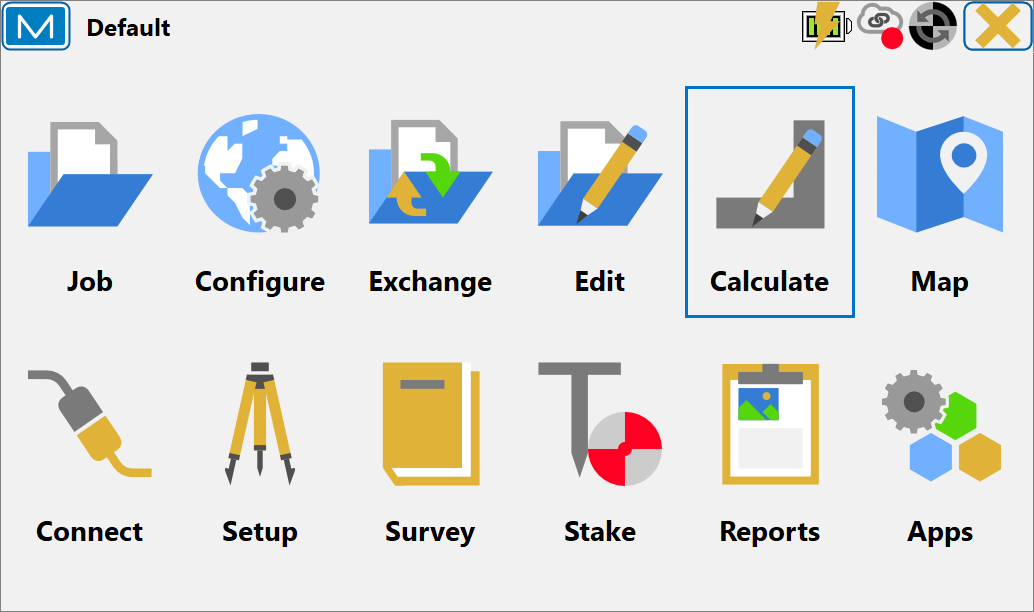 M Default
Job Configure Exchange Edit Calculate Map
Connect Setup Survey Stake Reports Apps